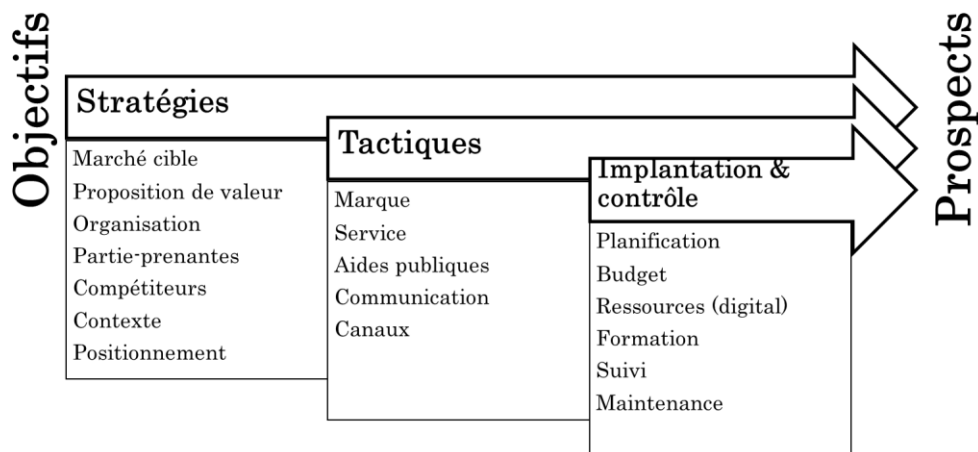 Objectifs
Stratégies
Marché cible
Proposition de valeur
Organisation
Partie-prenantes
Compétiteurs
Contexte
Positionnement
Tactiques
Marque
Service
Aides publiques
Communication
Canaux
Implantation &
contrôle
Planification
Budget
Ressources (digital)
Formation
Suivi
Maintenance
Prospects